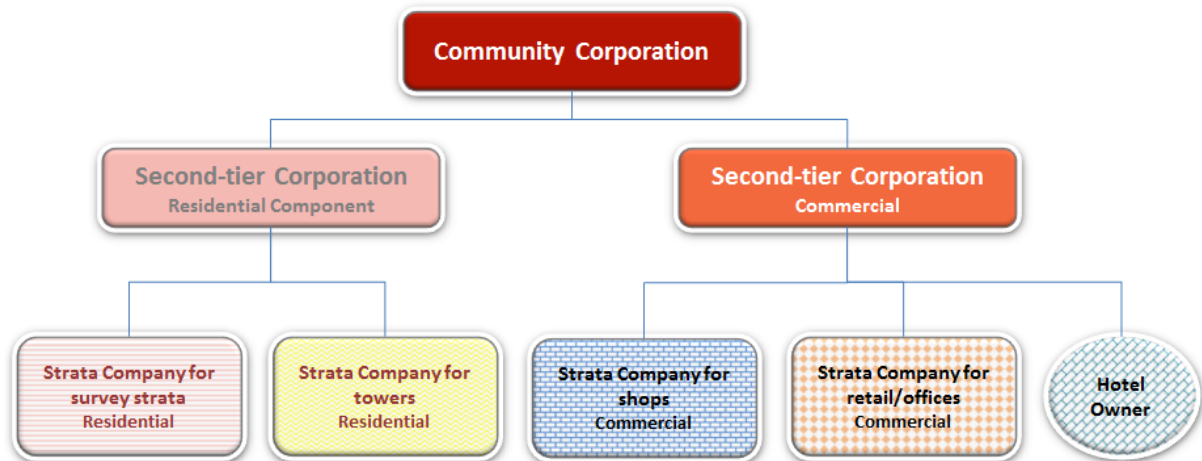 Community Corporation
Second-tier Corporation
Residential Component
Second-tier Corporation
Commercial
Strata Company for
survey strata
Residential
Strata Company for
towers
Residential
Strata Company for
shops
Commercial
Strata Company for
retail/offices
Commercial
Hotel
Owner